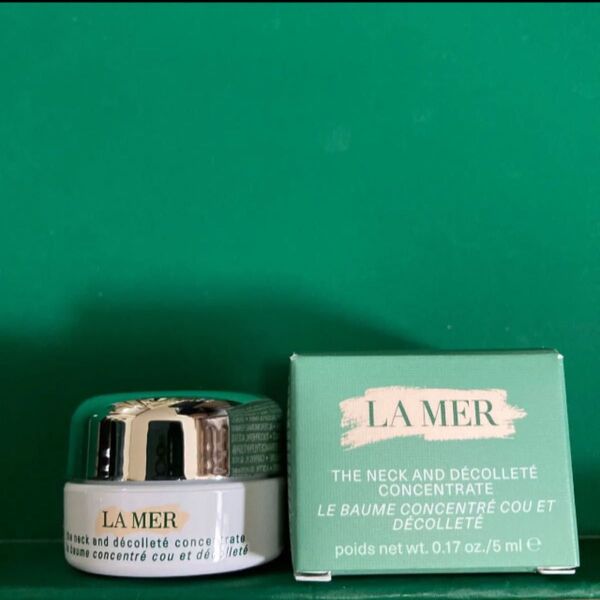 LA MER
the neck and décolleté concentrate
le baume concentré cou et décolleté
LA MER
THE NECK AND DÉCOLLETÉ
CONCENTRATE
LE BAUME CONCENTRÉ COU ET
DÉCOLLETÉ
poids net wt. 0.17 oz./5 ml ℮